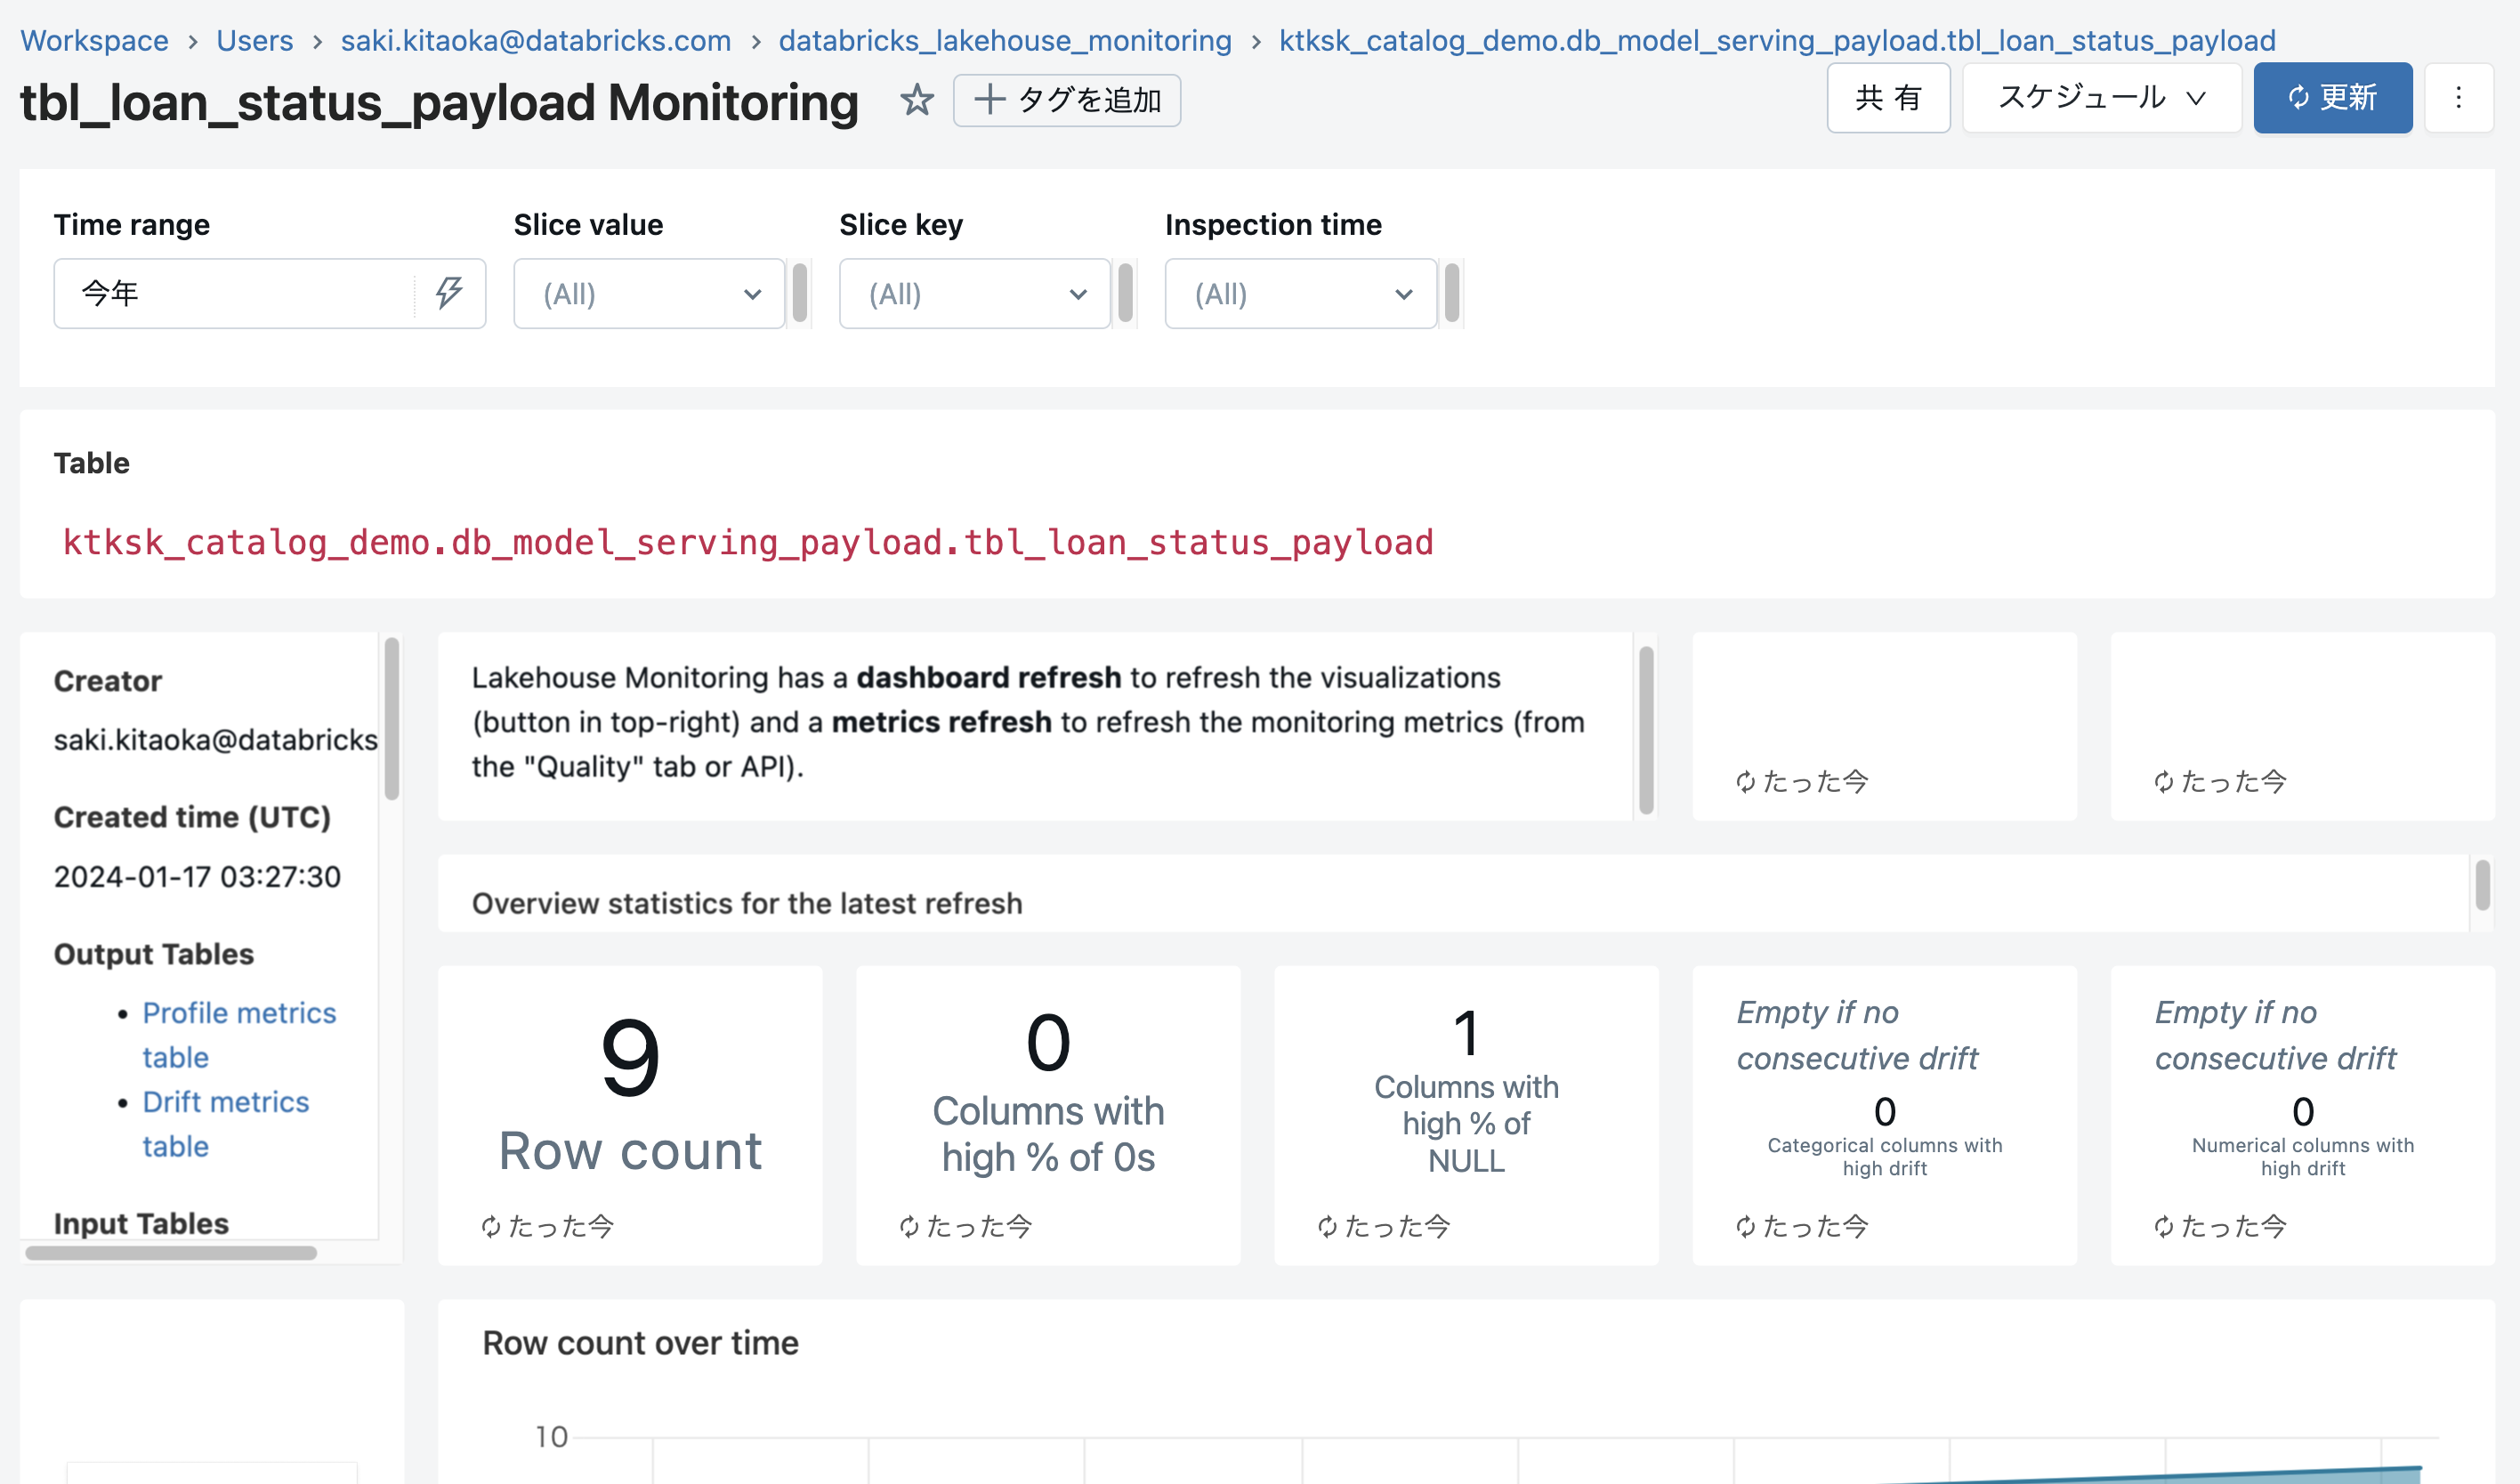 Workspace > Users > saki.kitaoka@databricks.com > databricks_lakehouse_monitoring > ktksk_catalog_demo.db_model_serving_payload.tbl_loan_status_payload
tbl_loan_status_payload Monitoring
タグを追加
共 有
スケジュール
更新
Time range
Slice value
Slice key
Inspection time
今年
(All)
(All)
(All)
Table
ktksk_catalog_demo.db_model_serving_payload.tbl_loan_status_payload
Creator
saki.kitaoka@databricks
Created time (UTC)
2024-01-17 03:27:30
Output Tables
• Profile metrics
table
• Drift metrics
table
Input Tables
Lakehouse Monitoring has a dashboard refresh to refresh the visualizations
(button in top-right) and a metrics refresh to refresh the monitoring metrics (from
the "Quality" tab or API).
たった今
たった今
Overview statistics for the latest refresh
9
Row count
たった今
0
Columns with
high % of 0s
たった今
1
Columns with
high % of
NULL
たった今
Empty if no
consecutive drift
0
Categorical columns with
high drift
たった今
Empty if no
consecutive drift
0
Numerical columns with
high drift
たった今
Row count over time
10